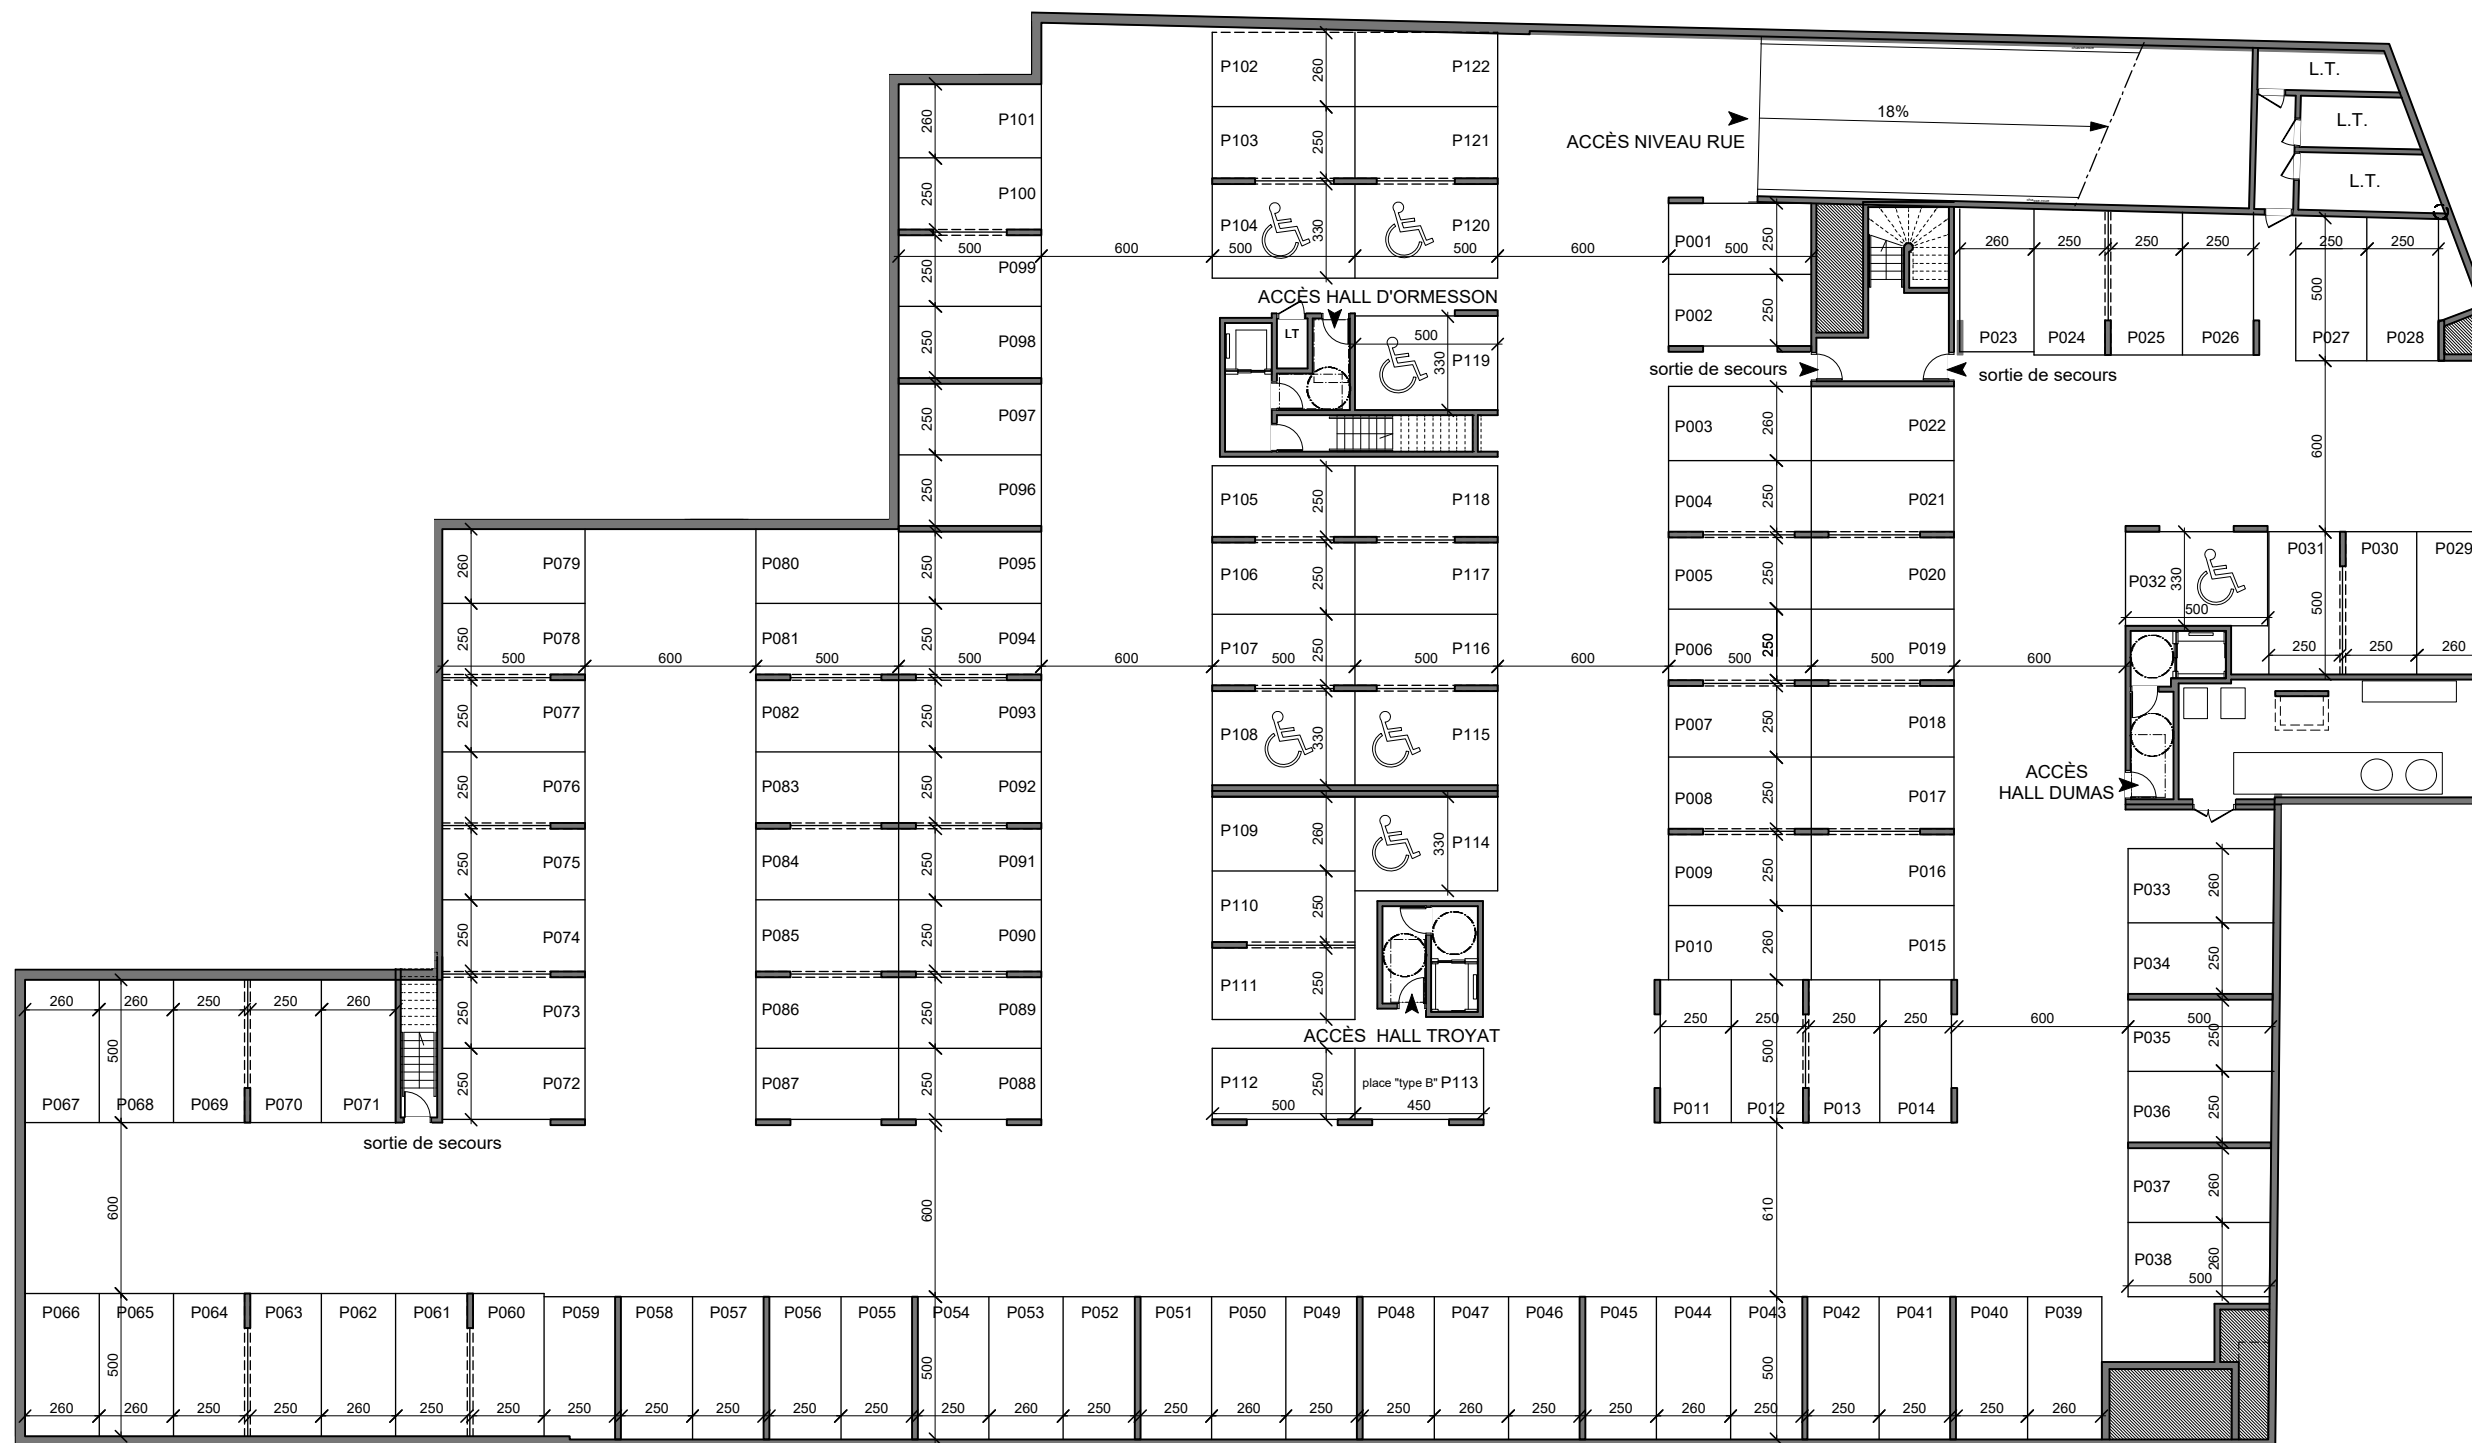 P102
260
P122
P101
260
P103
250
P121
P100
250
P104
330
P120
500
600
500
500
600
500
P099
250
P098
250
P097
250
P096
250
ACCÈS NIVEAU RUE
18%
L.T.
L.T.
L.T.
P001
250
P002
250
260
250
250
250
250
250
P023
P024
P025
P026
P027
P028
500
600
ACCÈS HALL D'ORMESSON
LT
500
330
P119
sortie de secours
sortie de secours
P003
260
P022
P004
250
P021
P005
250
P020
P006
250
P019
P007
250
P018
P008
250
P017
P009
250
P016
P010
260
P015
P105
250
P118
P106
250
P117
P107
250
P116
P108
330
P115
P109
260
330
P114
P110
250
P111
250
ACCÈS HALL TROYAT
P112
250
place "type B" P113
500
450
P031
P030
P029
P032
330
500
500
250
250
260
ACCÈS
HALL DUMAS
P079
260
P080
250
P095
P078
250
P081
250
P094
500
600
500
500
600
500
500
600
500
500
600
P077
250
P082
250
P093
P076
250
P083
250
P092
P075
250
P084
250
P091
P074
250
P085
250
P090
P073
250
P086
250
P089
P072
250
P087
250
P088
260
260
250
250
260
500
P067
P068
P069
P070
P071
sortie de secours
250
250
250
250
600
500
500
P011
P012
P013
P014
P033
260
P034
250
P035
250
P036
250
P037
260
P038
260
500
600
600
610
P066
P065
P064
P063
P062
P061
P060
P059
P058
P057
P056
P055
P054
P053
P052
P051
P050
P049
P048
P047
P046
P045
P044
P043
P042
P041
P040
P039
500
500
500
260
260
250
250
260
250
250
260
250
250
250
250
250
260
250
250
260
250
250
260
250
250
260
250
250
250
250
260